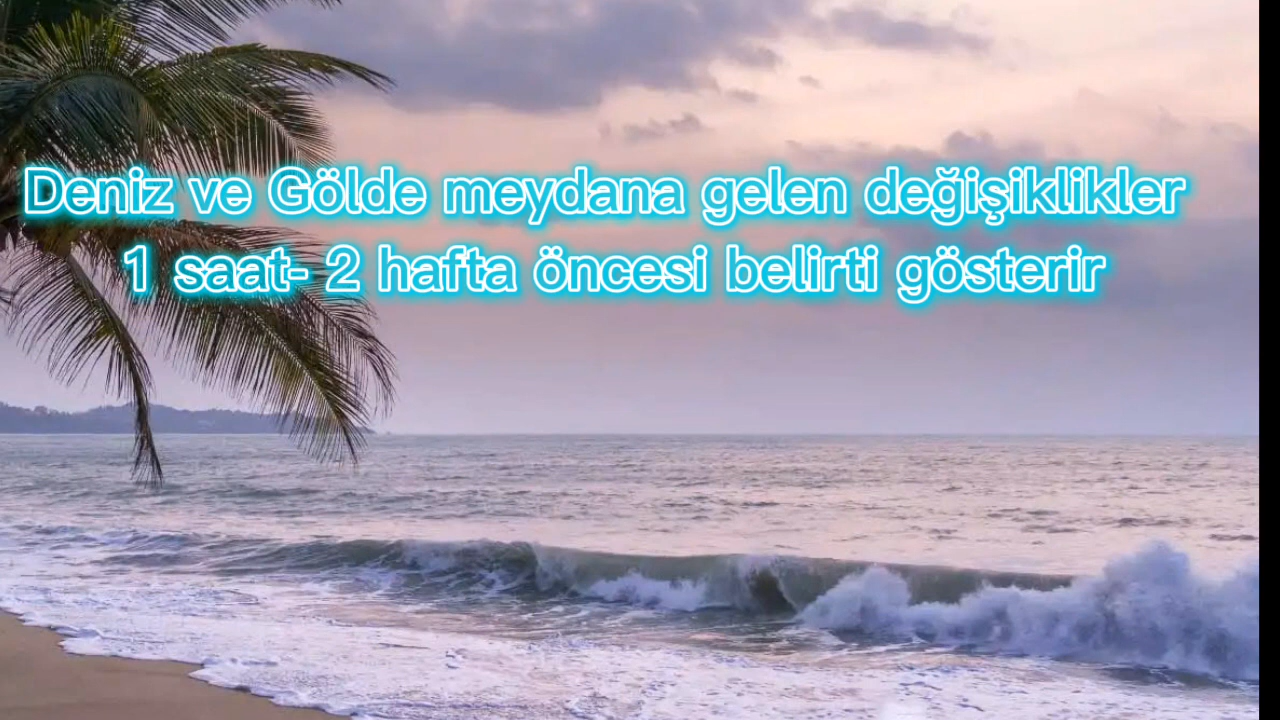 Deniz ve Gölde meydana gelen değişiklikler
1 saat- 2 hafta öncesi belirti gösterir